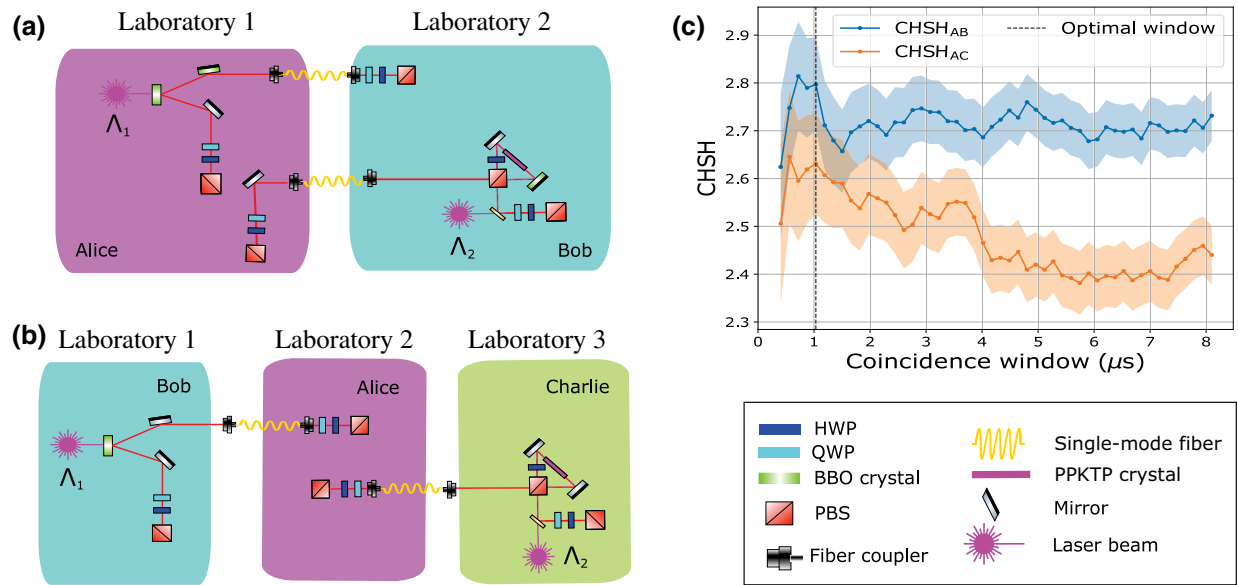 (a)
Laboratory 1
Laboratory 2
Λ1
Λ2
Alice
Bob
(b)
Laboratory 1
Laboratory 2
Laboratory 3
Bob
Alice
Charlie
Λ1
Λ2
(c)
CHSHAB
CHSHAC
Optimal window
2.9
2.8
2.7
2.6
2.5
2.4
2.3
CHSH
0 1 2 3 4 5 6 7 8
Coincidence window (μs)
HWP
QWP
BBO crystal
PBS
Fiber coupler
Single-mode fiber
PPKTP crystal
Mirror
Laser beam